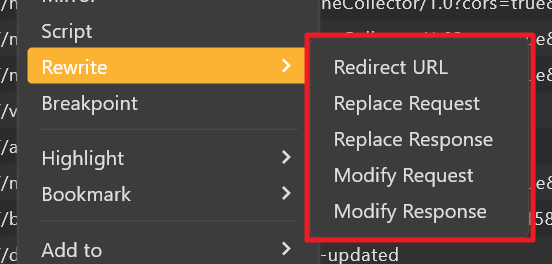 neCollector/1.0?cors=true&
Script
Rewrite
Redirect URL
Breakpoint
Replace Request
Replace Response
Highlight
Modify Request
Bookmark
Modify Response
Add to
-updated